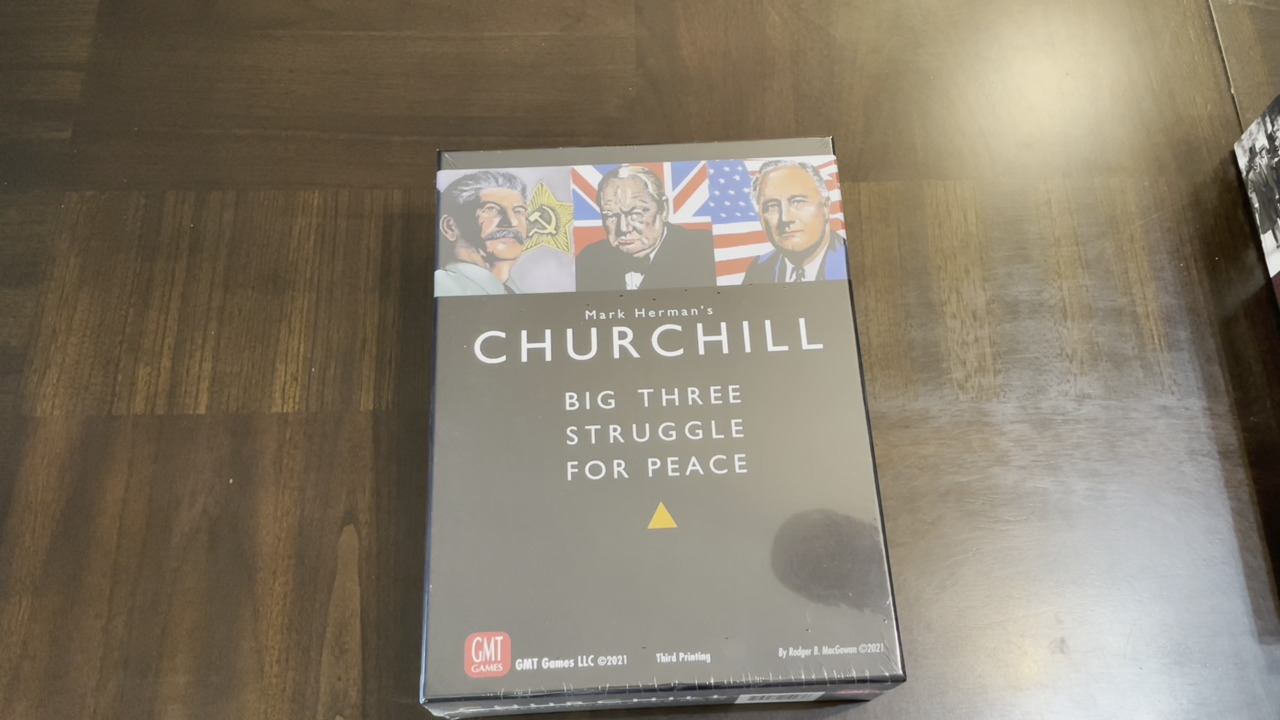 Mark Herman's
CHURCHILL
BIG THREE
STRUGGLE
FOR PEACE
GMT
GAMES
GMT Games LLC ©2021
Third Printing
By Rodger B. MacGowan ©2021